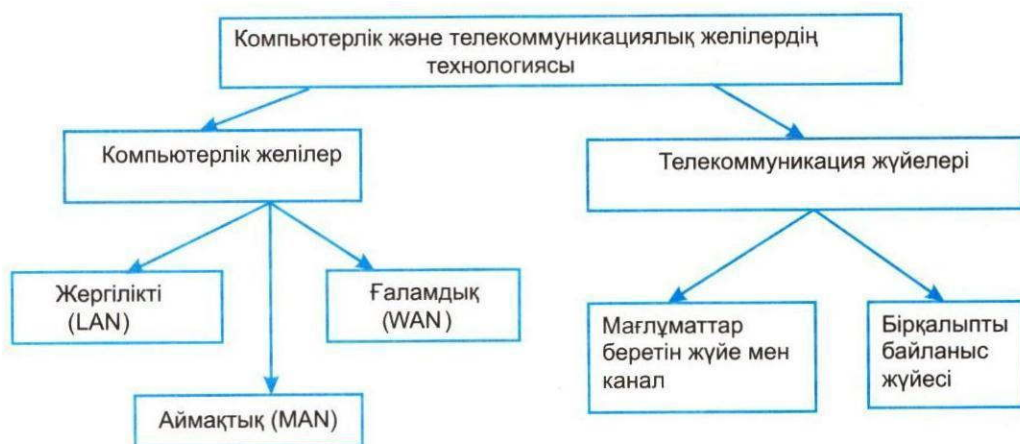 Компьютерлік және телекоммуникациялық желілердің
технологиясы
Компьютерлік желілер
Телекоммуникация жүйелері
Жергілікті
(LAN)
Ғаламдық
(WAN)
Аймақтық (MAN)
Мағлұматтар
беретін жүйе мен
канал
Бірқалыпты
байланыс
жүйесі